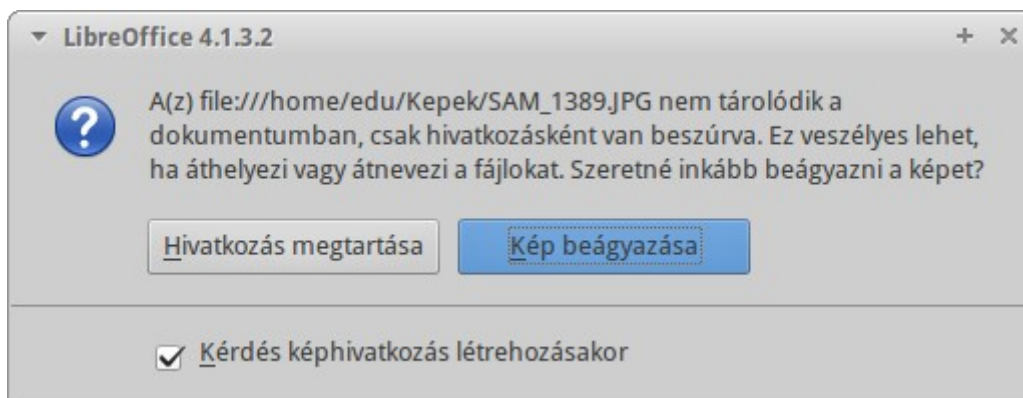 LibreOffice 4.1.3.2
A(z) file:///home/edu/Kepek/SAM_1389.JPG nem tárolódik a
dokumentumban, csak hivatkozásként van beszúrva. Ez veszélyes lehet,
ha áthelyezi vagy átnevezi a fájlokat. Szeretné inkább beágyazni a képet?
Hivatkozás megtartása
Kép beágyazása
Kérdés képhivatkozás létrehozásakor